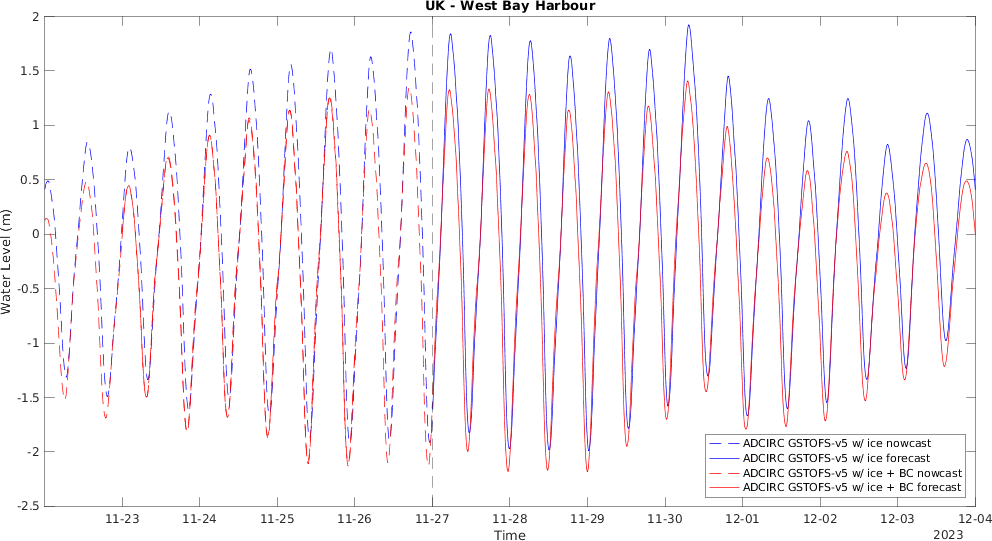 UK - West Bay Harbour
2
1.5
1
0.5
0
-0.5
-1
-1.5
-2
-2.5
Water Level (m)
ADCIRC GSTOFS-v5 w/ ice nowcast
ADCIRC GSTOFS-v5 w/ ice forecast
ADCIRC GSTOFS-v5 w/ ice + BC nowcast
ADCIRC GSTOFS-v5 w/ ice + BC forecast
11-23 11-24 11-25 11-26 11-27 11-28 11-29 11-30 12-01 12-02 12-03 12-04
Time
2023